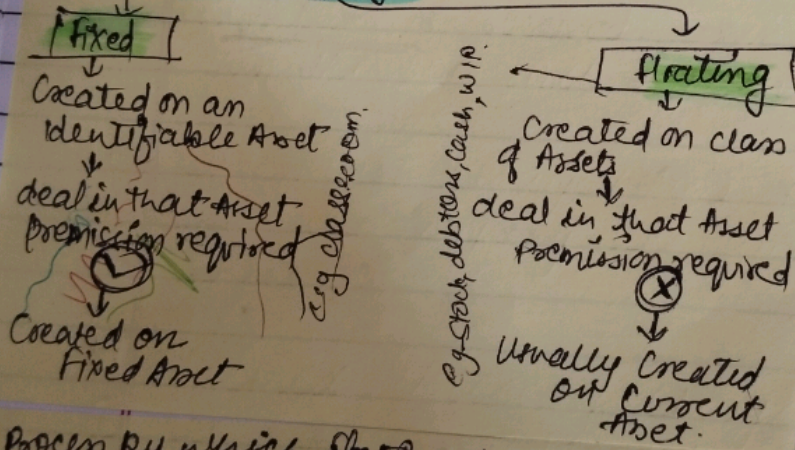 fixed
Created on an
identifiable Asset
deal in that Asset
premission required
Created on
Fixed Asset
e.g classroom.
floating
Eg-stock, debtors, cash, WIP.
Created on class
of Assets
deal in that Asset
premission required
X
Usually Created
on Current
Asset.